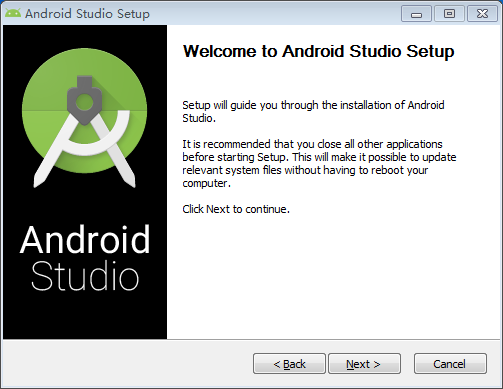 Android Studio Setup
Welcome to Android Studio Setup
Setup will guide you through the installation of Android
Studio.
It is recommended that you close all other applications
before starting Setup. This will make it possible to update
relevant system files without having to reboot your
computer.
Click Next to continue.
Android
Studio
< Back
Next >
Cancel